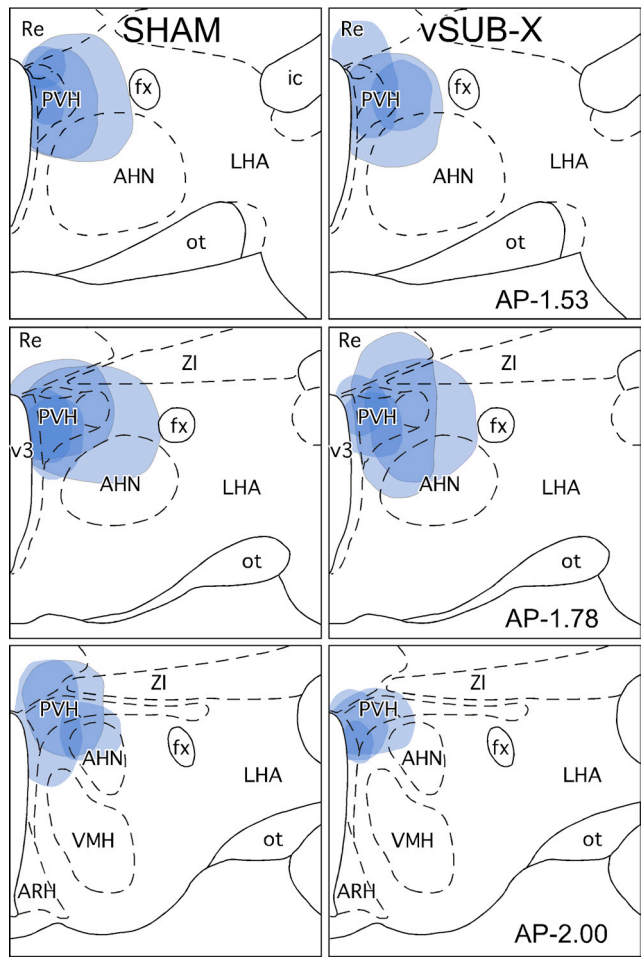 SHAM
Re
PVH
fx
ic
AHN
LHA
ot
vSUB-X
Re
PVH
fx
AHN
LHA
ot
AP-1.53
Re
ZI
PVH
v3
fx
AHN
LHA
ot
Re
ZI
PVH
v3
fx
AHN
LHA
ot
AP-1.78
ZI
PVH
fx
AHN
LHA
VMH
ot
ARH
ZI
PVH
fx
AHN
LHA
VMH
ot
ARH
AP-2.00